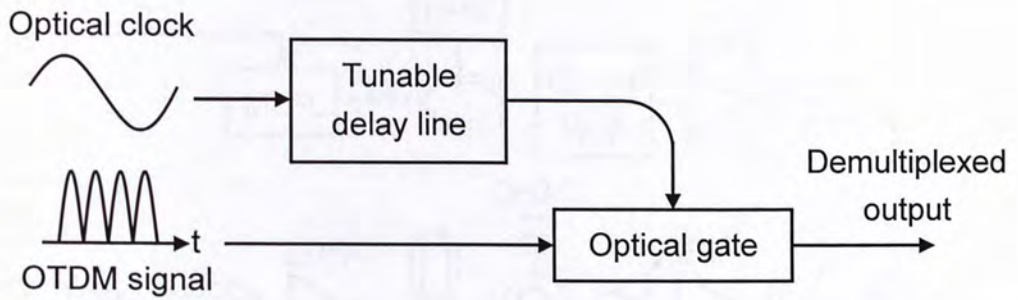 Optical clock
Tunable
delay line
Demultiplexed
output
t
Optical gate
OTDM signal